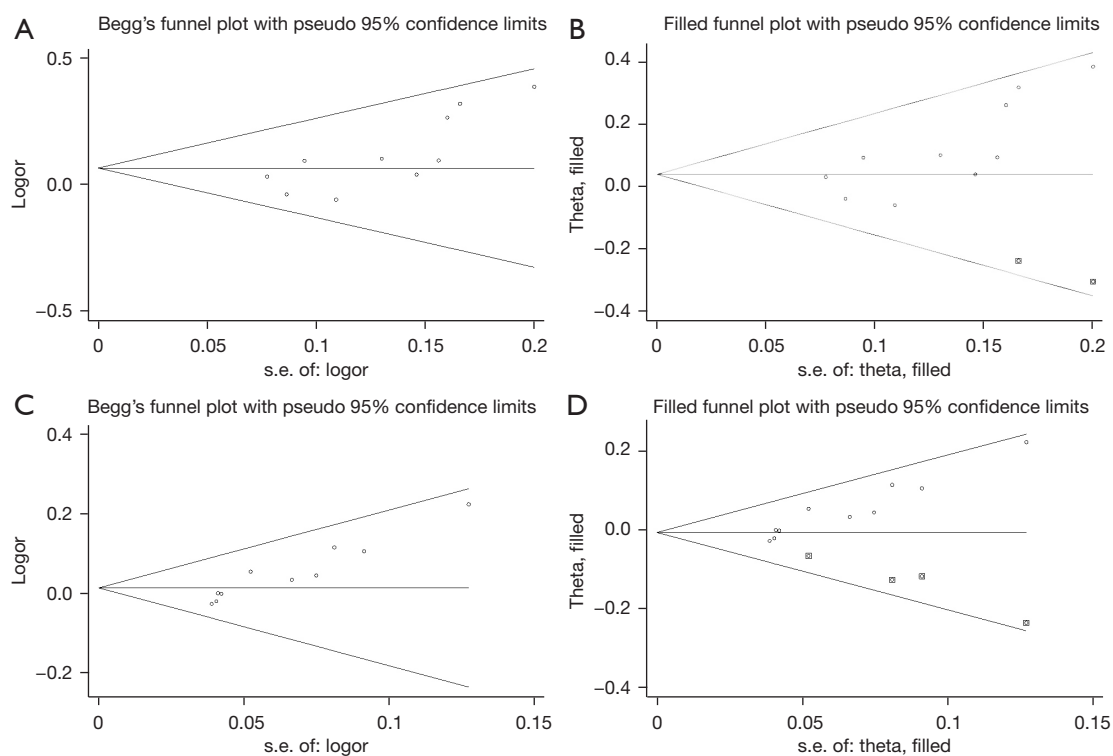 A
Begg's funnel plot with pseudo 95% confidence limits
0.5
0.0
−0.5
Logor
0
0.05
0.1
0.15
0.2
s.e. of: logor
B
Filled funnel plot with pseudo 95% confidence limits
0.4
0.2
0.0
−0.2
−0.4
Theta, filled
0
0.05
0.1
0.15
0.2
s.e. of: theta, filled
C
Begg's funnel plot with pseudo 95% confidence limits
0.4
0.2
0.0
−0.2
Logor
0
0.05
0.1
0.15
s.e. of: logor
D
Filled funnel plot with pseudo 95% confidence limits
0.2
0.0
−0.2
−0.4
Theta, filled
0
0.05
0.1
0.15
s.e. of: theta, filled